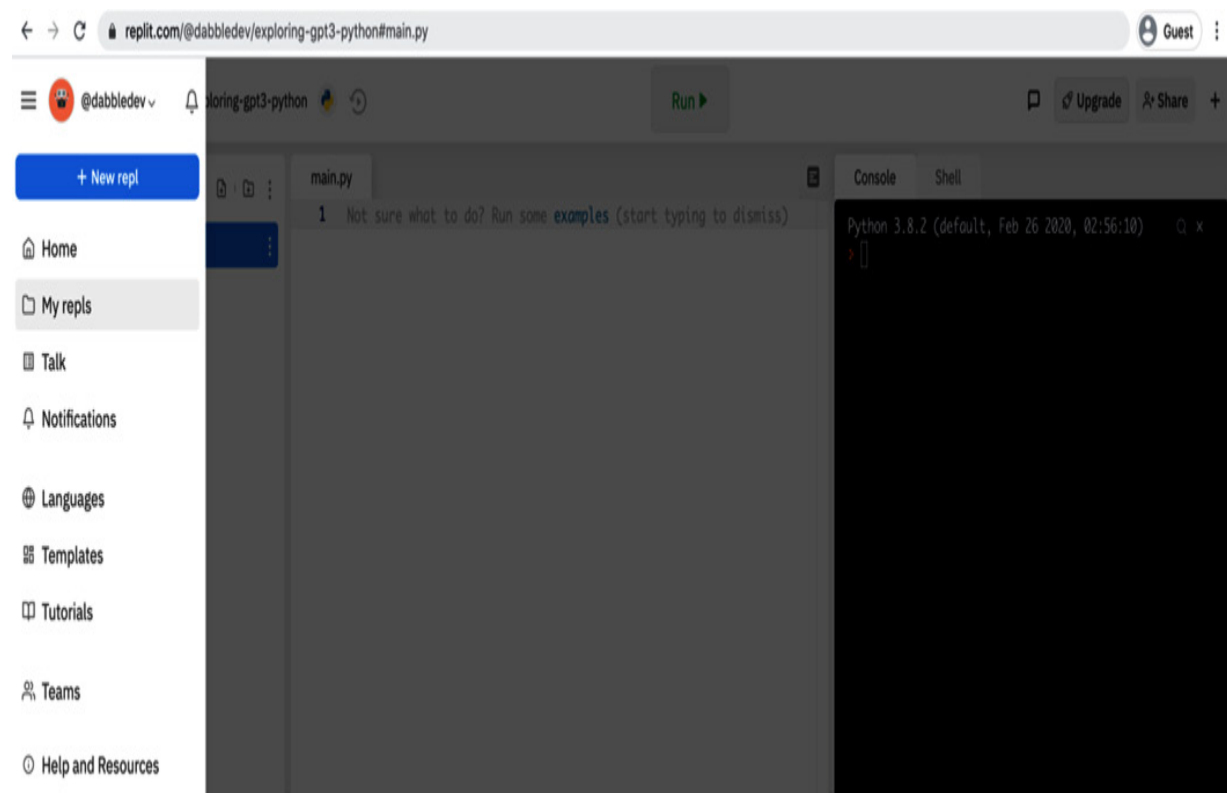 replit.com/@dabbledev/exploring-gpt3-python#main.py
Guest
@dabbledev
loring-gpt3-python
Run
Upgrade
Share
+
+ New repl
main.py
Console
Shell
1 Not sure what to do? Run some examples (start typing to dismiss)
Python 3.8.2 (default, Feb 26 2020, 02:56:10)
>
Home
My repls
Talk
Notifications
Languages
Templates
Tutorials
Teams
Help and Resources